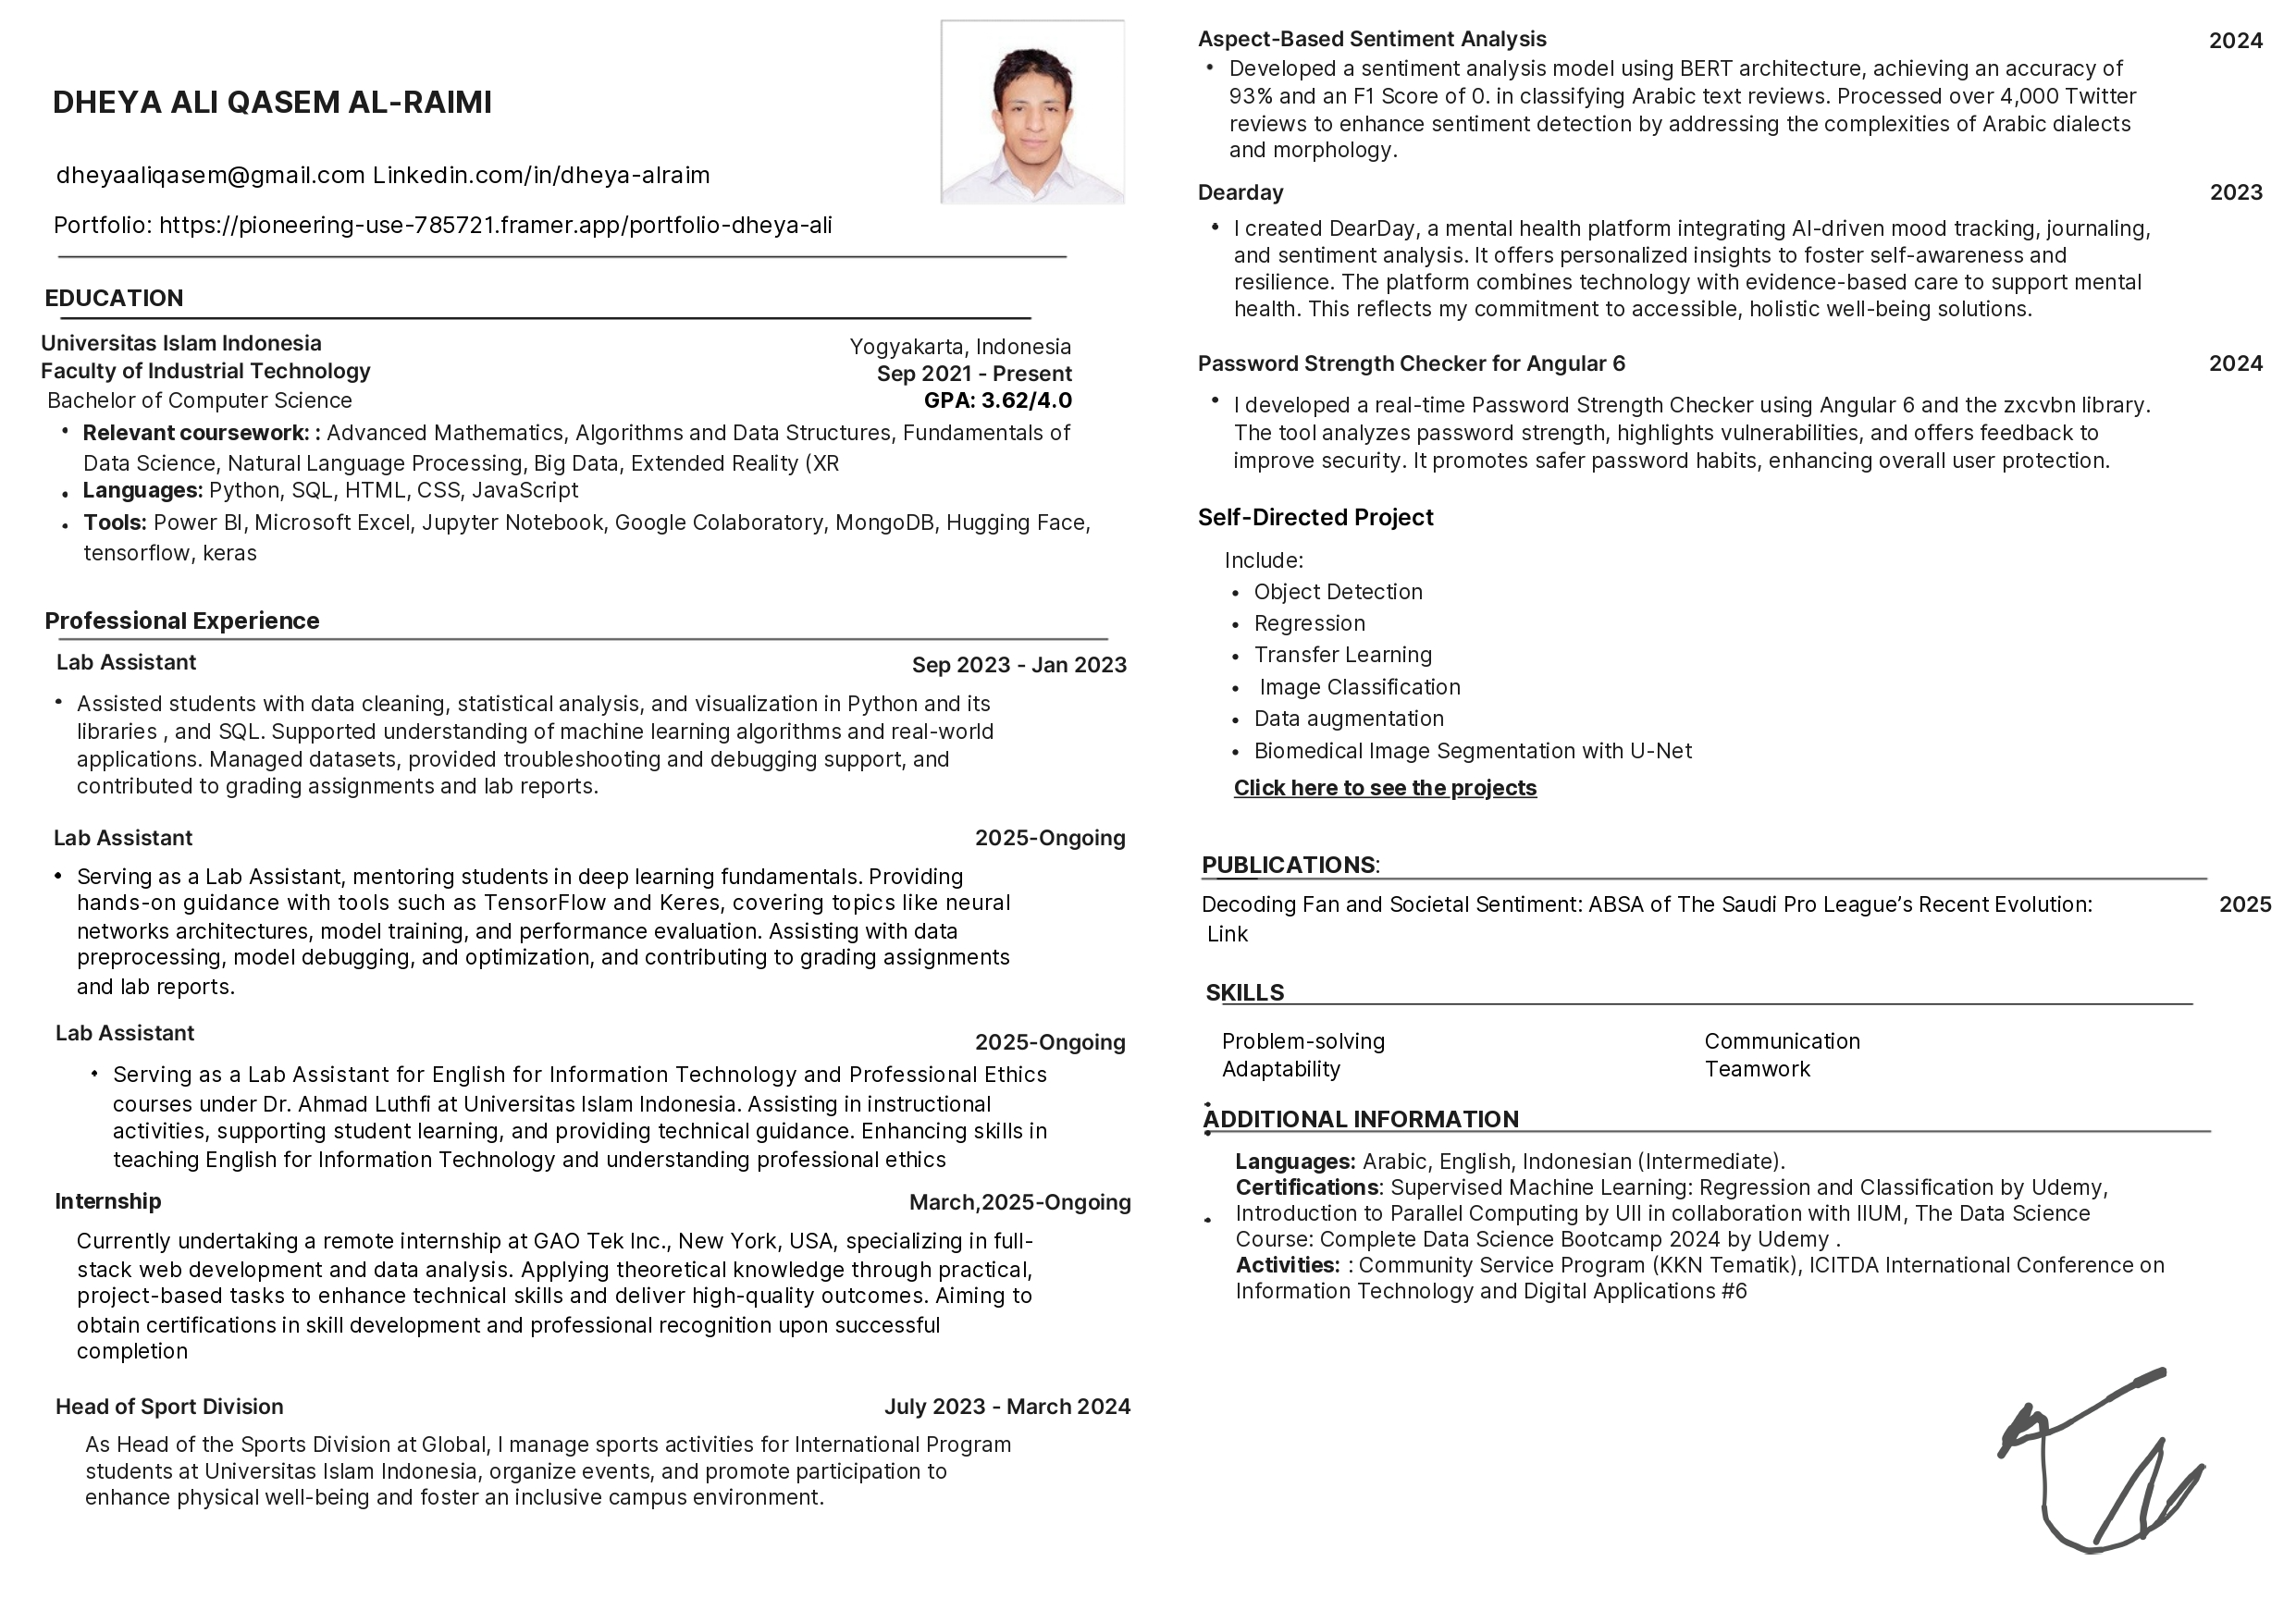 DHEYA ALI QASEM AL-RAIMI
dheyaaliqasem@gmail.com Linkedin.com/in/dheya-alraim
Portfolio: https://pioneering-use-785721.framer.app/portfolio-dheya-ali
EDUCATION
Universitas Islam Indonesia
Yogyakarta, Indonesia
Faculty of Industrial Technology
Sep 2021 - Present
Bachelor of Computer Science
GPA: 3.62/4.0
• Relevant coursework: : Advanced Mathematics, Algorithms and Data Structures, Fundamentals of
Data Science, Natural Language Processing, Big Data, Extended Reality (XR
• Languages: Python, SQL, HTML, CSS, JavaScript
• Tools: Power BI, Microsoft Excel, Jupyter Notebook, Google Colaboratory, MongoDB, Hugging Face,
tensorflow, keras
Professional Experience
Lab Assistant Sep 2023 - Jan 2023
• Assisted students with data cleaning, statistical analysis, and visualization in Python and its
libraries , and SQL. Supported understanding of machine learning algorithms and real-world
applications. Managed datasets, provided troubleshooting and debugging support, and
contributed to grading assignments and lab reports.
Lab Assistant 2025-Ongoing
• Serving as a Lab Assistant, mentoring students in deep learning fundamentals. Providing
hands-on guidance with tools such as TensorFlow and Keres, covering topics like neural
networks architectures, model training, and performance evaluation. Assisting with data
preprocessing, model debugging, and optimization, and contributing to grading assignments
and lab reports.
Lab Assistant 2025-Ongoing
• Serving as a Lab Assistant for English for Information Technology and Professional Ethics
courses under Dr. Ahmad Luthfi at Universitas Islam Indonesia. Assisting in instructional
activities, supporting student learning, and providing technical guidance. Enhancing skills in
teaching English for Information Technology and understanding professional ethics
Internship March,2025-Ongoing
Currently undertaking a remote internship at GAO Tek Inc., New York, USA, specializing in full-
stack web development and data analysis. Applying theoretical knowledge through practical,
project-based tasks to enhance technical skills and deliver high-quality outcomes. Aiming to
obtain certifications in skill development and professional recognition upon successful
completion
Head of Sport Division July 2023 - March 2024
As Head of the Sports Division at Global, I manage sports activities for International Program
students at Universitas Islam Indonesia, organize events, and promote participation to
enhance physical well-being and foster an inclusive campus environment.
Aspect-Based Sentiment Analysis 2024
• Developed a sentiment analysis model using BERT architecture, achieving an accuracy of
93% and an F1 Score of 0. in classifying Arabic text reviews. Processed over 4,000 Twitter
reviews to enhance sentiment detection by addressing the complexities of Arabic dialects
and morphology.
Dearday 2023
• I created DearDay, a mental health platform integrating AI-driven mood tracking, journaling,
and sentiment analysis. It offers personalized insights to foster self-awareness and
resilience. The platform combines technology with evidence-based care to support mental
health. This reflects my commitment to accessible, holistic well-being solutions.
Password Strength Checker for Angular 6 2024
• I developed a real-time Password Strength Checker using Angular 6 and the zxcvbn library.
The tool analyzes password strength, highlights vulnerabilities, and offers feedback to
improve security. It promotes safer password habits, enhancing overall user protection.
Self-Directed Project
Include:
• Object Detection
• Regression
• Transfer Learning
• Image Classification
• Data augmentation
• Biomedical Image Segmentation with U-Net
Click here to see the projects
PUBLICATIONS:
Decoding Fan and Societal Sentiment: ABSA of The Saudi Pro League’s Recent Evolution: 2025
Link
SKILLS
Problem-solving Communication
Adaptability Teamwork
ADDITIONAL INFORMATION
Languages: Arabic, English, Indonesian (Intermediate).
Certifications: Supervised Machine Learning: Regression and Classification by Udemy,
• Introduction to Parallel Computing by UII in collaboration with IIUM, The Data Science
Course: Complete Data Science Bootcamp 2024 by Udemy .
Activities: : Community Service Program (KKN Tematik), ICITDA International Conference on
Information Technology and Digital Applications #6